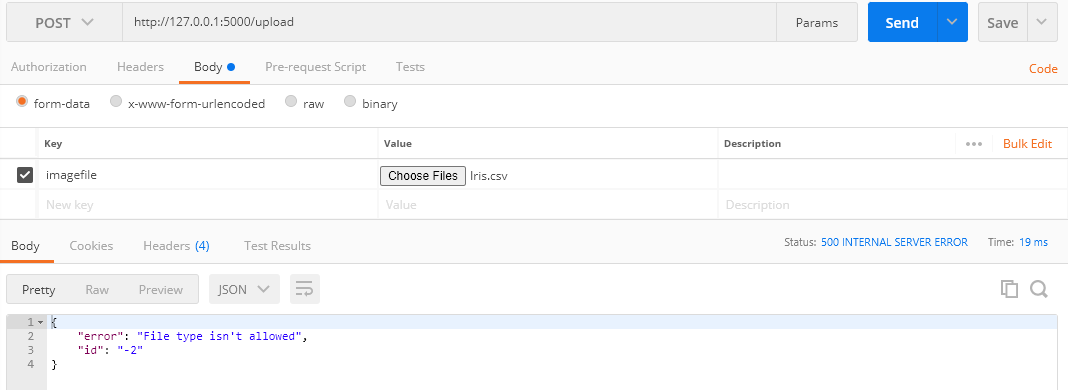 POST http://127.0.0.1:5000/upload Params Send Save
Authorization Headers Body Pre-request Script Tests Code
form-data x-www-form-urlencoded raw binary
Key Value Description ••• Bulk Edit
imagefile Choose Files Iris.csv
New key Value Description
Body Cookies Headers (4) Test Results Status: 500 INTERNAL SERVER ERROR Time: 19 ms
Pretty Raw Preview JSON
1 {
2 "error": "File type isn't allowed",
3 "id": "-2"
4 }